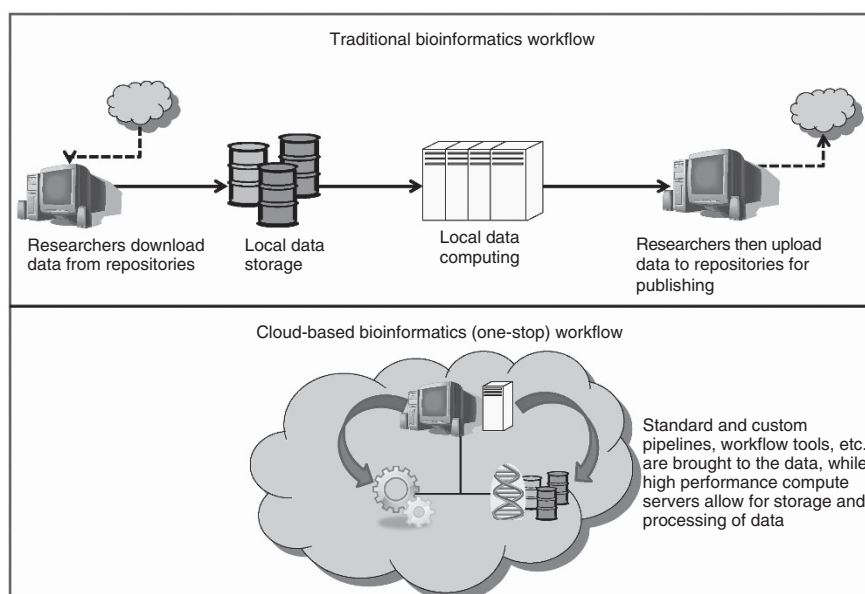 Traditional bioinformatics workflow
Researchers download
data from repositories
Local data
storage
Local data
computing
Researchers then upload
data to repositories for
publishing
Cloud-based bioinformatics (one-stop) workflow
Standard and custom
pipelines, workflow tools, etc.
are brought to the data, while
high performance compute
servers allow for storage and
processing of data